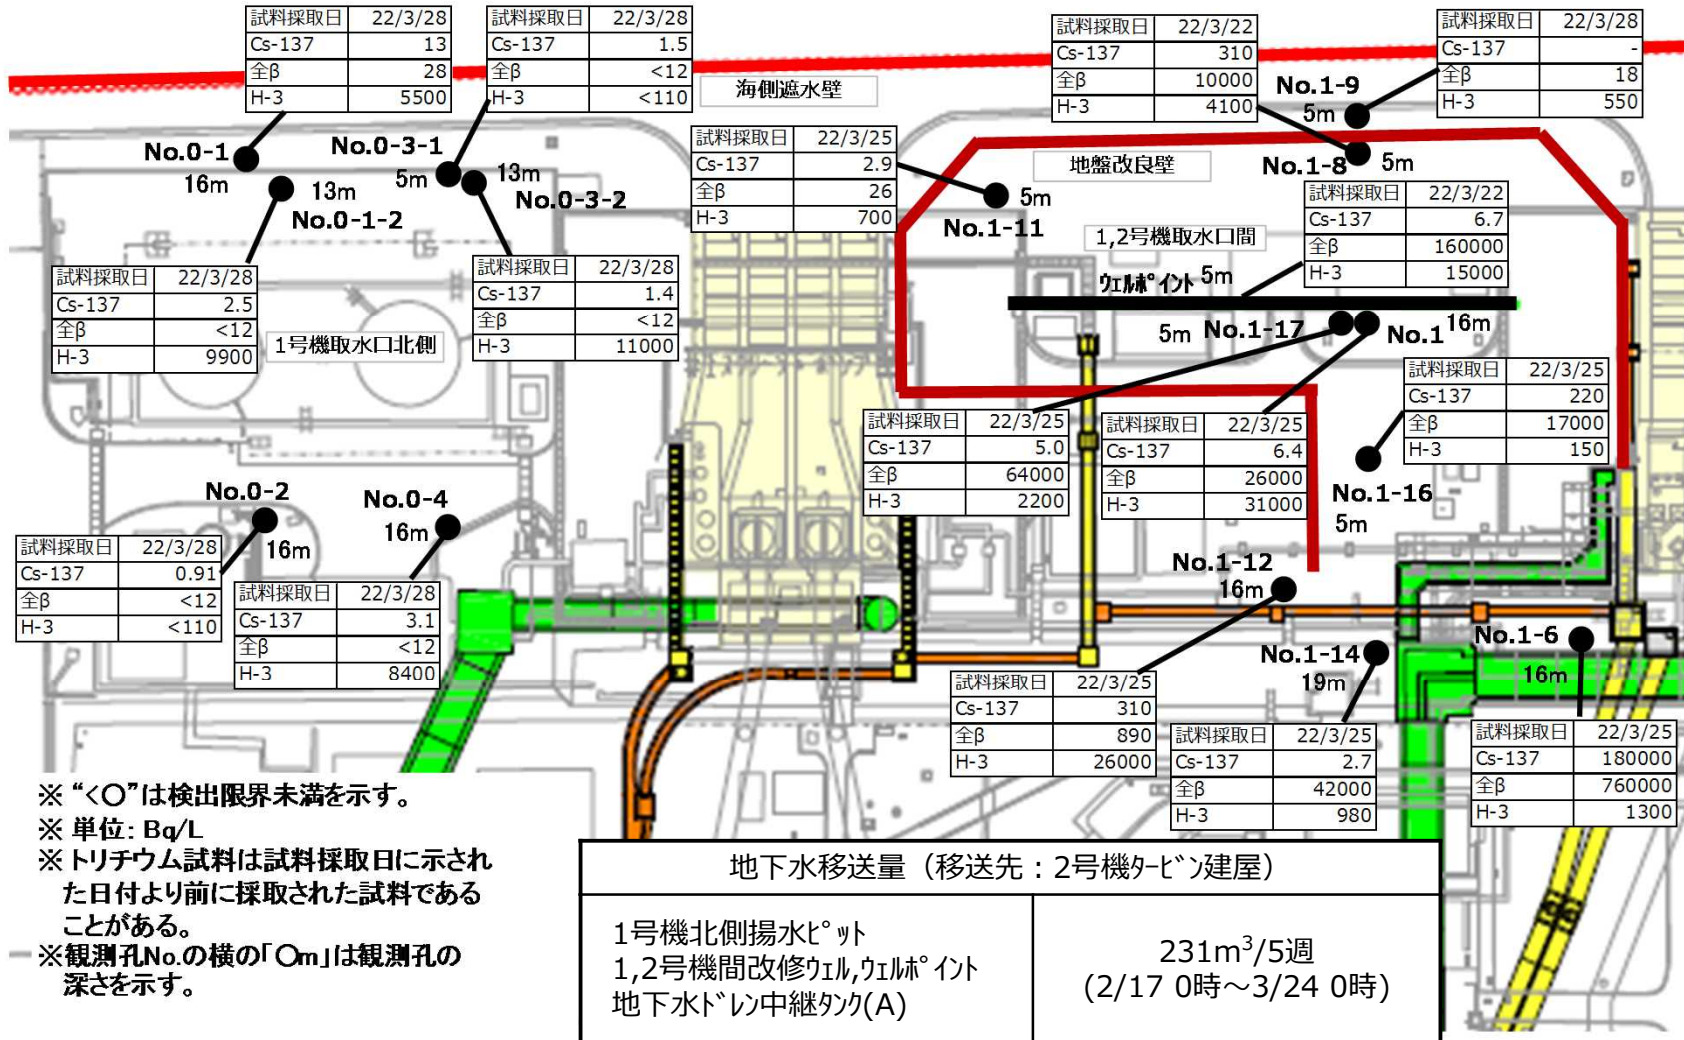 試料採取日 22/3/28
Cs-137 13
全β 28
H-3 5500
試料採取日 22/3/28
Cs-137 1.5
全β <12
H-3 <110
海側遮水壁
試料採取日 22/3/22
Cs-137 310
全β 10000
H-3 4100
試料採取日 22/3/28
Cs-137 -
全β 18
H-3 550
No.1-9
5m
No.0-1
16m
No.0-3-1
5m
13m
No.0-3-2
13m
No.0-1-2
試料採取日 22/3/25
Cs-137 2.9
全β 26
H-3 700
地盤改良壁
No.1-8
5m
5m
No.1-11
試料採取日 22/3/22
Cs-137 6.7
全β 160000
H-3 15000
1,2号機取水口間
ウェルポイント 5m
試料採取日 22/3/28
Cs-137 2.5
全β <12
H-3 9900
1号機取水口北側
試料採取日 22/3/28
Cs-137 1.4
全β <12
H-3 11000
5m No.1-17
No.1
16m
試料採取日 22/3/25
Cs-137 220
全β 17000
H-3 150
試料採取日 22/3/25
Cs-137 5.0
全β 64000
H-3 2200
試料採取日 22/3/25
Cs-137 6.4
全β 26000
H-3 31000
No.1-16
5m
No.0-2
16m
No.0-4
16m
試料採取日 22/3/28
Cs-137 0.91
全β <12
H-3 <110
試料採取日 22/3/28
Cs-137 3.1
全β <12
H-3 8400
No.1-12
16m
No.1-14
19m
No.1-6
16m
試料採取日 22/3/25
Cs-137 310
全β 890
H-3 26000
試料採取日 22/3/25
Cs-137 2.7
全β 42000
H-3 980
試料採取日 22/3/25
Cs-137 180000
全β 760000
H-3 1300
※ “<〇”は検出限界未満を示す。
※ 単位: Bq/L
※トリチウム試料は試料採取日に示され
た日付より前に採取された試料である
ことがある。
※観測孔No.の横の「〇m」は観測孔の
深さを示す。
地下水移送量（移送先：2号機タービン建屋）
1号機北側揚水ピット
1,2号機間改修ウェル,ウェルポイント
地下水ドレン中継タンク(A)
231m³/5週
(2/17 0時～3/24 0時)